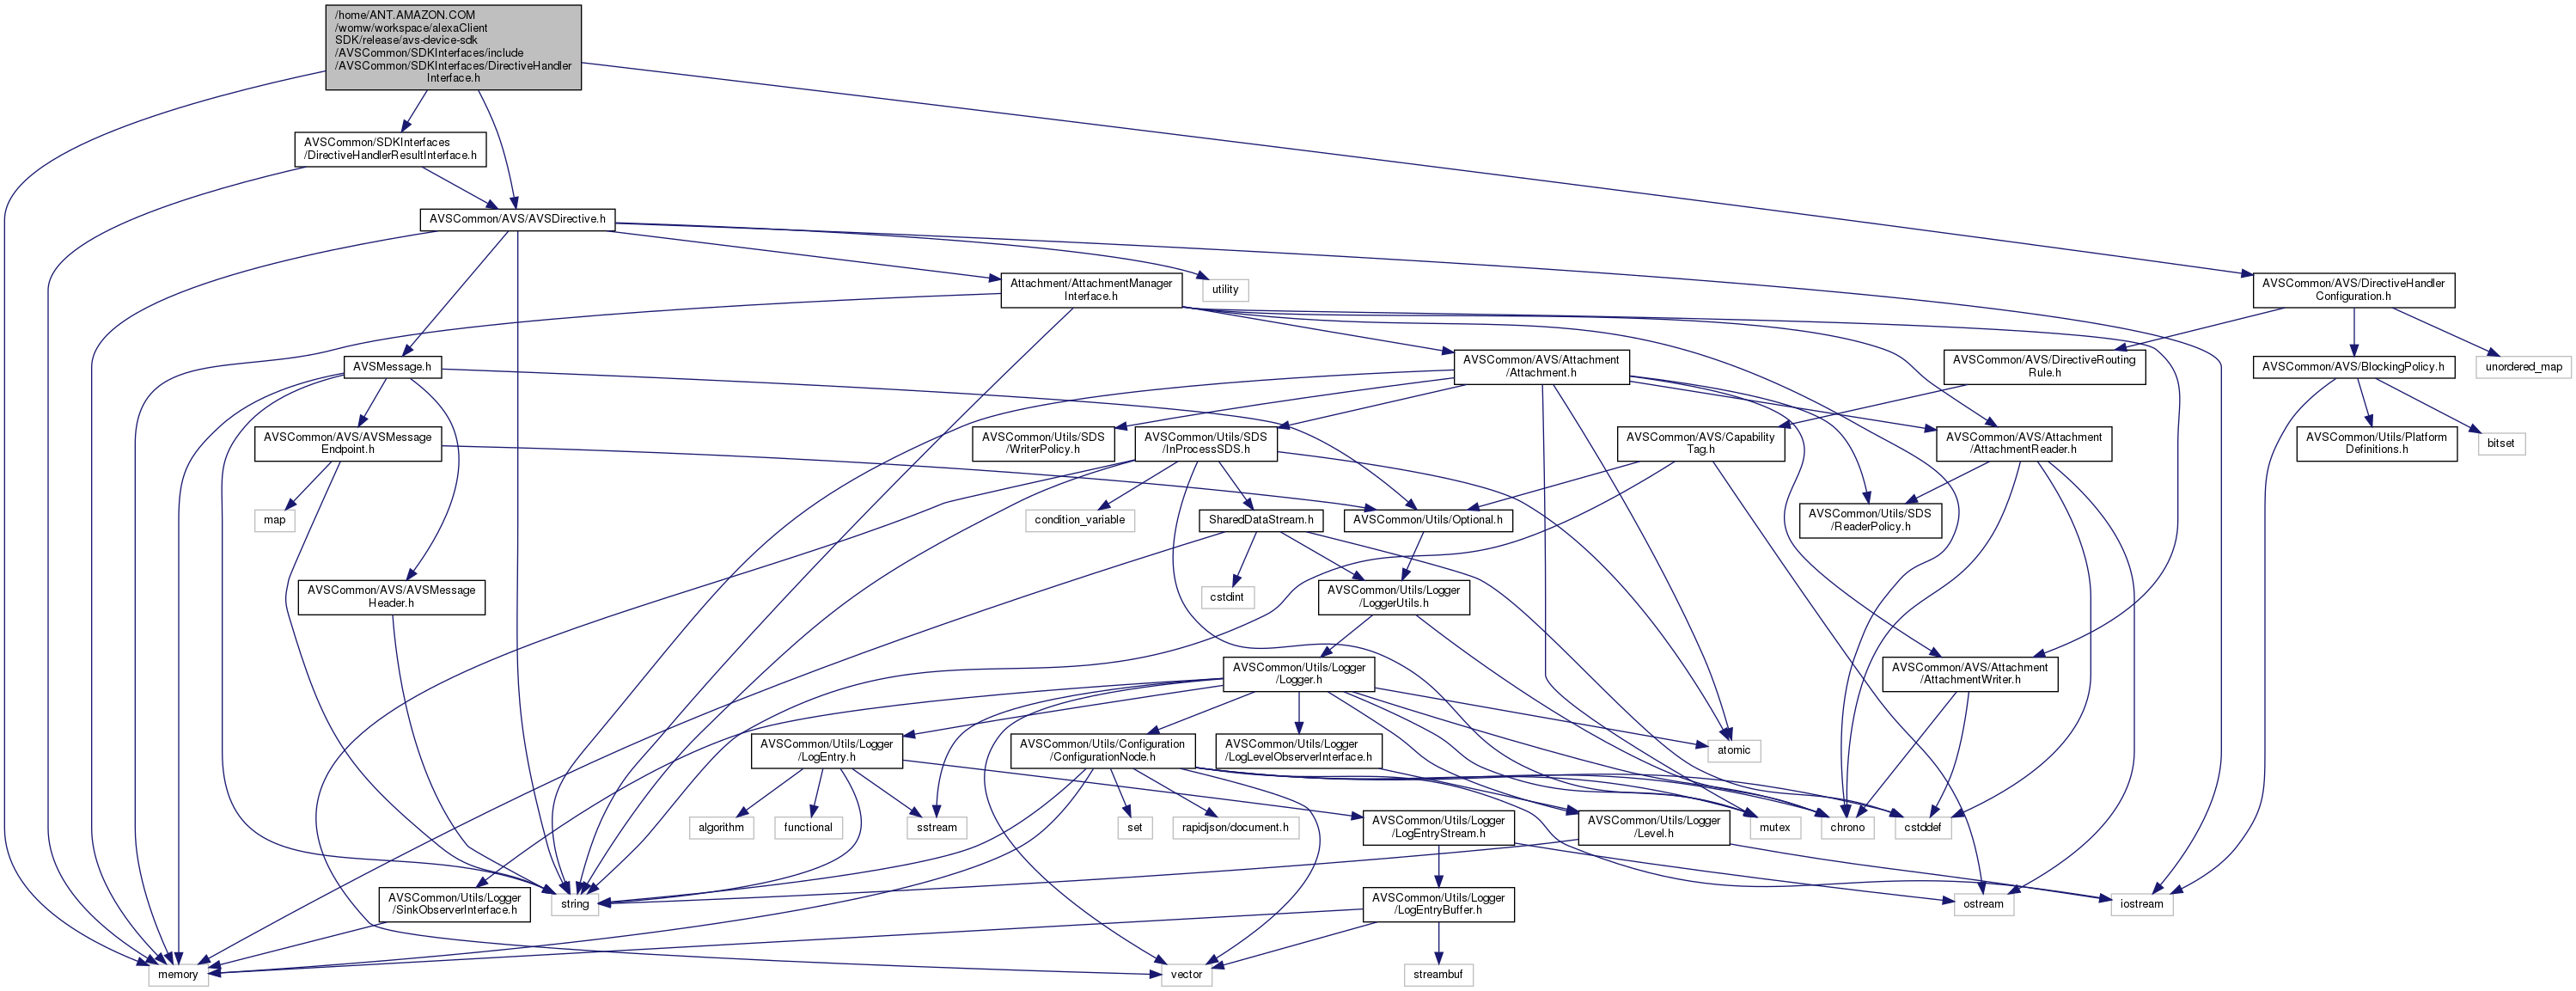 /home/ANT.AMAZON.COM
/womw/workspace/alexaClient
SDK/release/avs-device-sdk
/AVSCommon/SDKInterfaces/include
/AVSCommon/SDKInterfaces/DirectiveHandler
Interface.h
AVSCommon/SDKInterfaces
/DirectiveHandlerResultInterface.h
AVSCommon/AVS/AVSDirective.h
Attachment/AttachmentManager
Interface.h
utility
AVSCommon/AVS/DirectiveHandler
Configuration.h
AVSMessage.h
AVSCommon/AVS/Attachment
/Attachment.h
AVSCommon/AVS/DirectiveRouting
Rule.h
AVSCommon/AVS/BlockingPolicy.h
unordered_map
AVSCommon/AVS/AVSMessage
Endpoint.h
AVSCommon/Utils/SDS
/WriterPolicy.h
AVSCommon/Utils/SDS
/InProcessSDS.h
AVSCommon/AVS/Capability
Tag.h
AVSCommon/AVS/Attachment
/AttachmentReader.h
AVSCommon/Utils/Platform
Definitions.h
bitset
map
condition_variable
SharedDataStream.h
AVSCommon/Utils/Optional.h
AVSCommon/Utils/SDS
/ReaderPolicy.h
AVSCommon/AVS/AVSMessage
Header.h
cstdint
AVSCommon/Utils/Logger
/LoggerUtils.h
AVSCommon/Utils/Logger
/Logger.h
AVSCommon/AVS/Attachment
/AttachmentWriter.h
AVSCommon/Utils/Logger
/LogEntry.h
AVSCommon/Utils/Configuration
/ConfigurationNode.h
AVSCommon/Utils/Logger
/LogLevelObserverInterface.h
atomic
algorithm
functional
sstream
set
rapidjson/document.h
AVSCommon/Utils/Logger
/LogEntryStream.h
AVSCommon/Utils/Logger
/Level.h
mutex
chrono
cstddef
AVSCommon/Utils/Logger
/SinkObserverInterface.h
string
AVSCommon/Utils/Logger
/LogEntryBuffer.h
ostream
iostream
memory
vector
streambuf